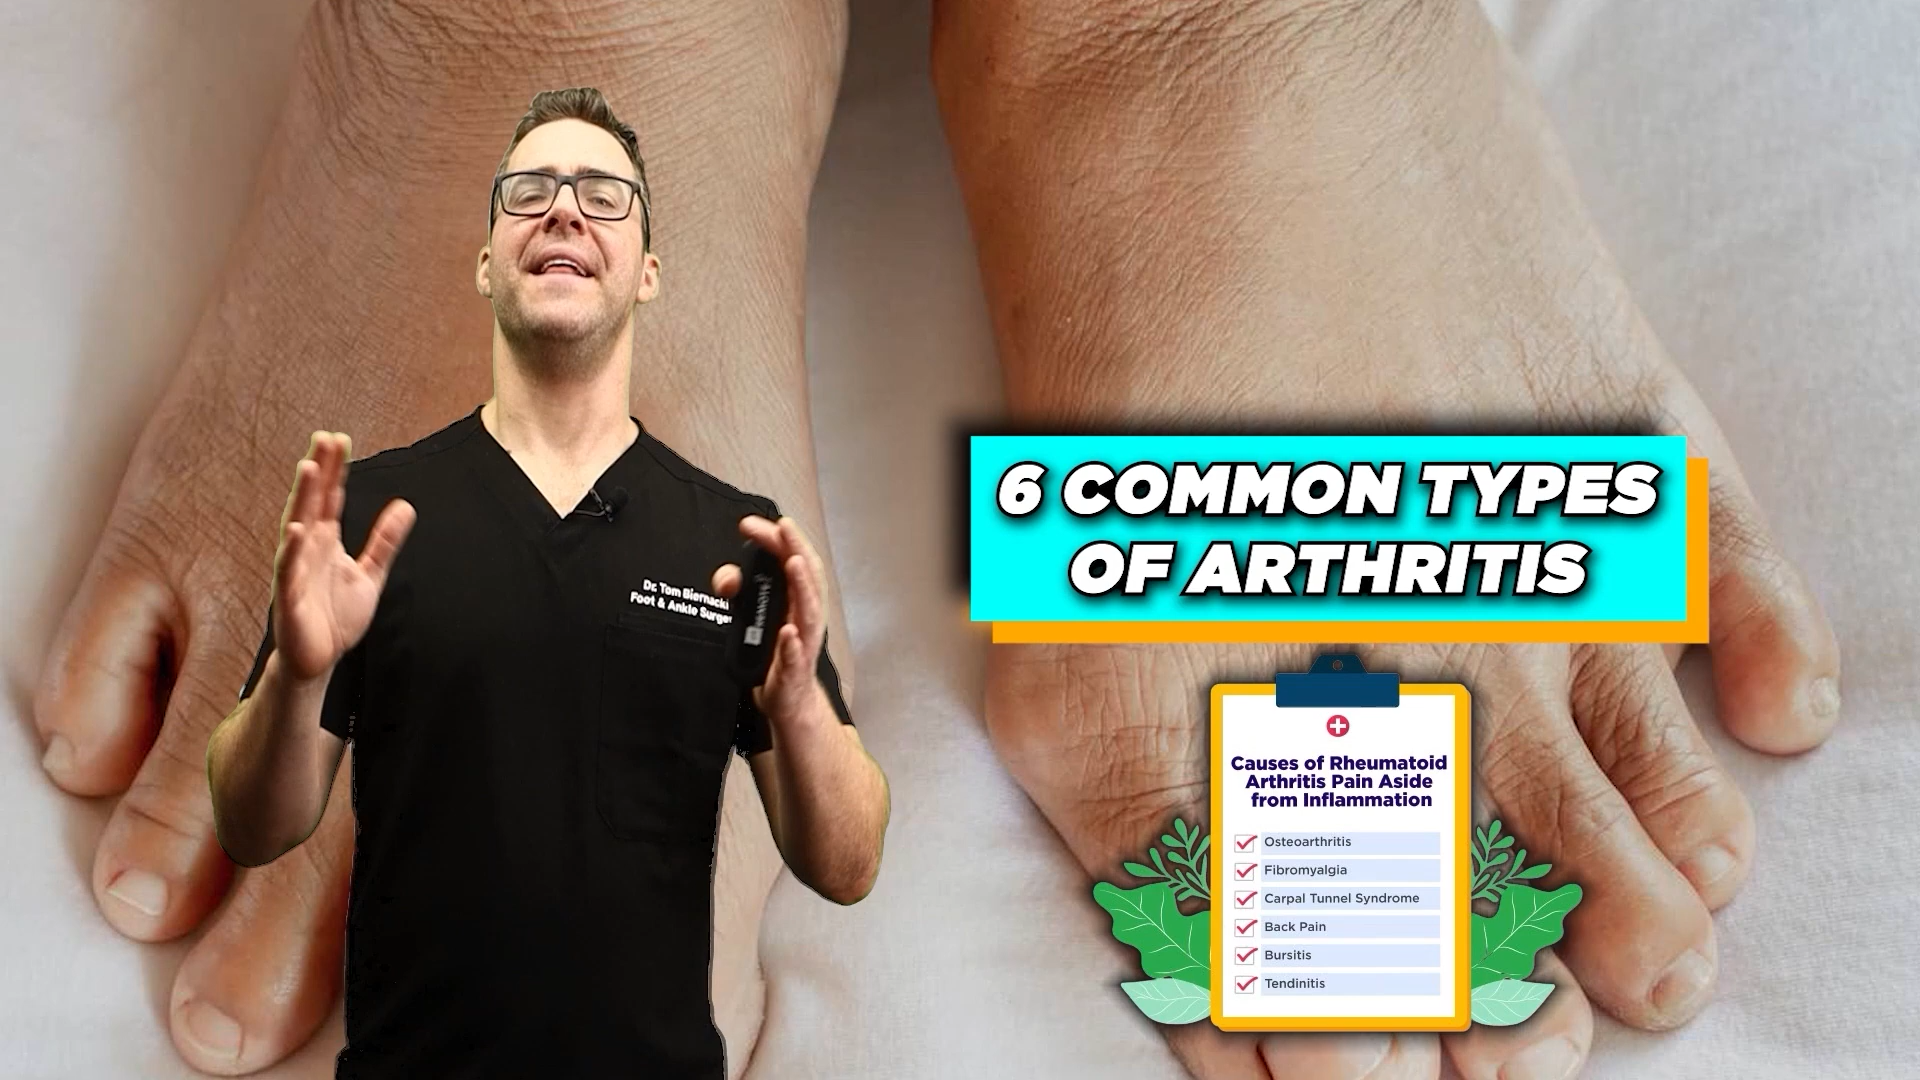 Dr. Tom Biernacki
Foot & Ankle Surge
6 COMMON TYPES
OF ARTHRITIS
Causes of Rheumatoid
Arthritis Pain Aside
from Inflammation
Osteoarthritis
Fibromyalgia
Carpal Tunnel Syndrome
Back Pain
Bursitis
Tendinitis